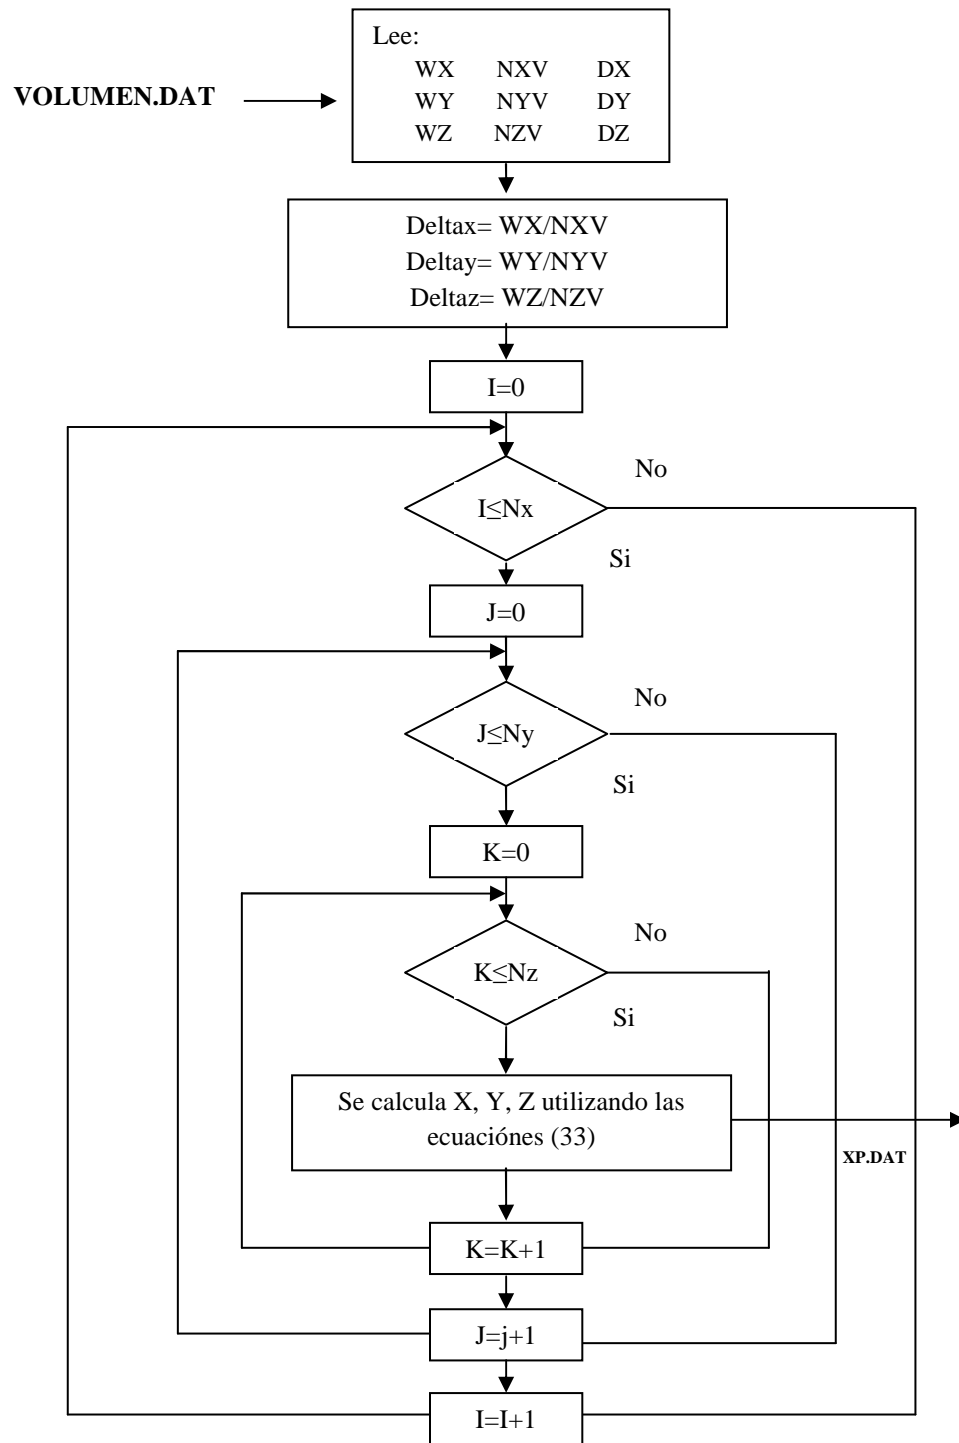 Lee:
WX NXV DX
VOLUMEN.DAT
WY NYV DY
WZ NZV DZ
Deltax= WX/NXV
Deltay= WY/NYV
Deltaz= WZ/NZV
I=0
No
I≤Nx
Si
J=0
No
J≤Ny
Si
K=0
No
K≤Nz
Si
Se calcula X, Y, Z utilizando las
ecuaciónes (33)
XP.DAT
K=K+1
J=j+1
I=I+1